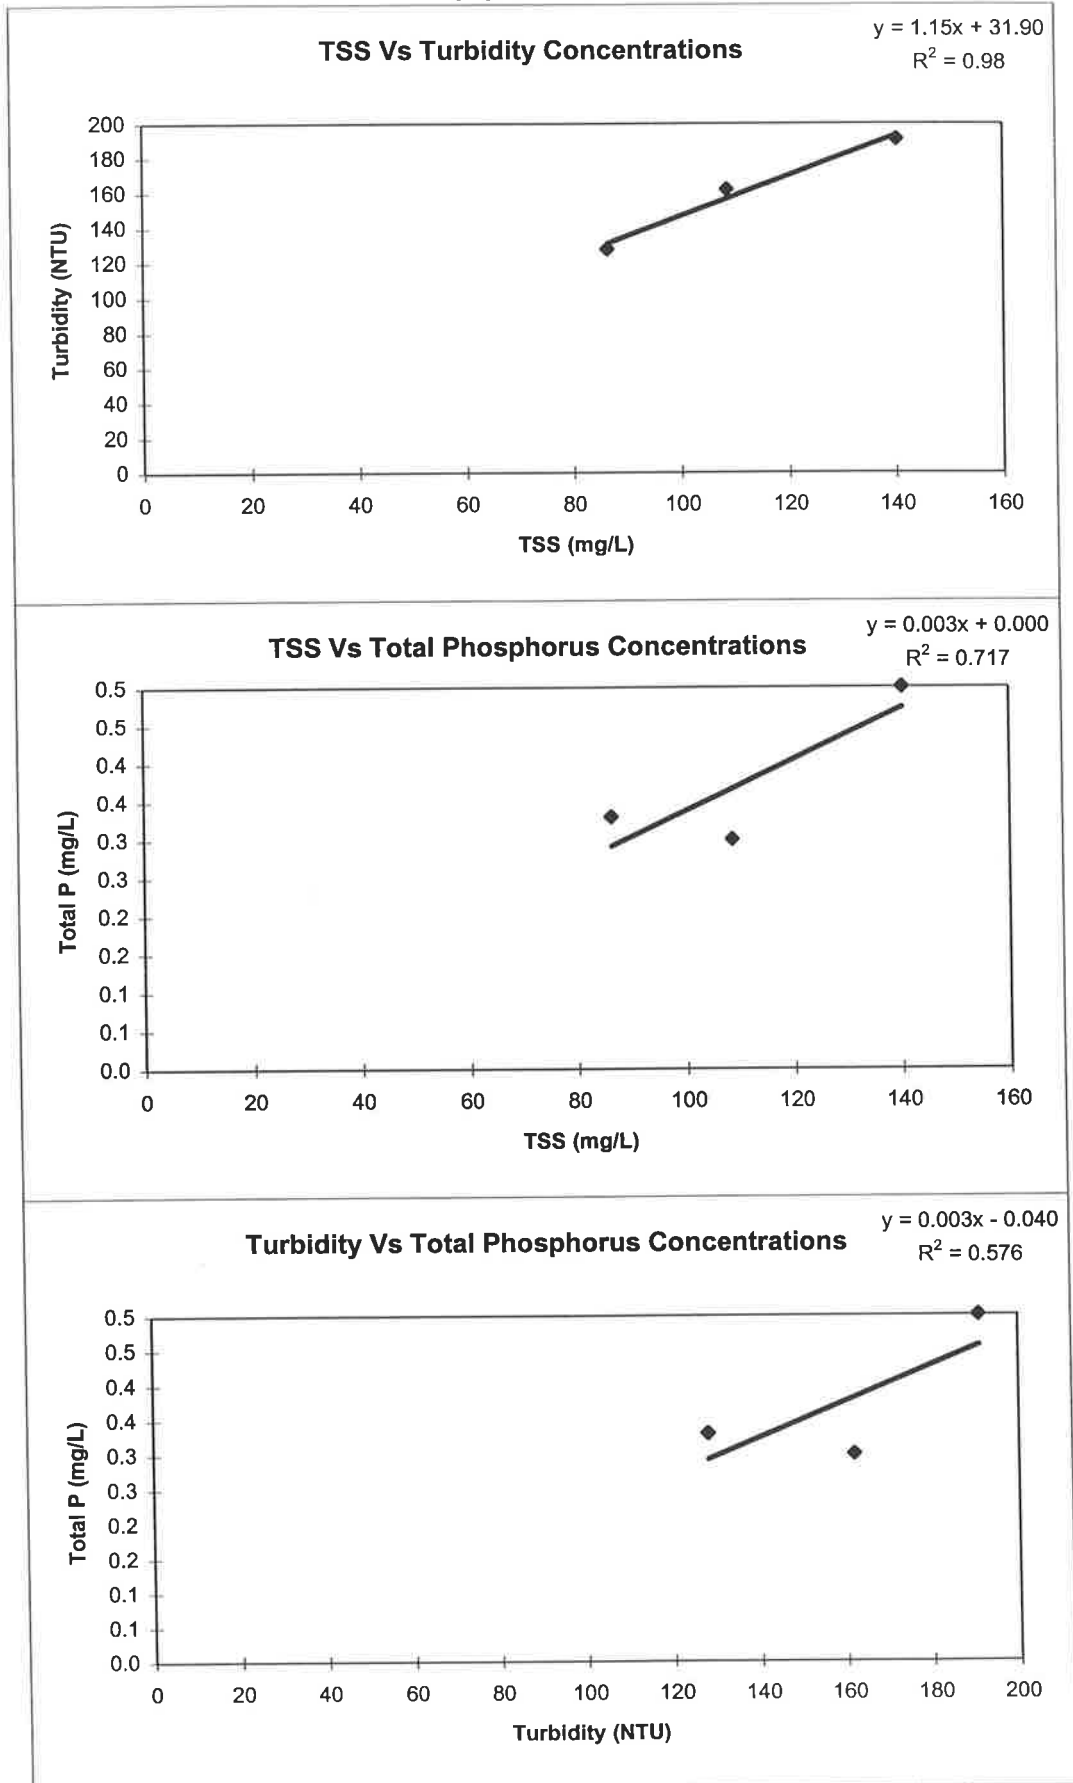 y = 1.15x + 31.90
TSS Vs Turbidity Concentrations
R² = 0.98
200
180
160
140
120
100
80
60
40
20
0
Turbidity (NTU)
0 20 40 60 80 100 120 140 160
TSS (mg/L)
y = 0.003x + 0.000
TSS Vs Total Phosphorus Concentrations
R² = 0.717
0.5
0.5
0.4
0.4
0.3
0.3
0.2
0.2
0.1
0.1
0.0
Total P (mg/L)
0 20 40 60 80 100 120 140 160
TSS (mg/L)
y = 0.003x - 0.040
Turbidity Vs Total Phosphorus Concentrations
R² = 0.576
0.5
0.5
0.4
0.4
0.3
0.3
0.2
0.2
0.1
0.1
0.0
Total P (mg/L)
0 20 40 60 80 100 120 140 160 180 200
Turbidity (NTU)